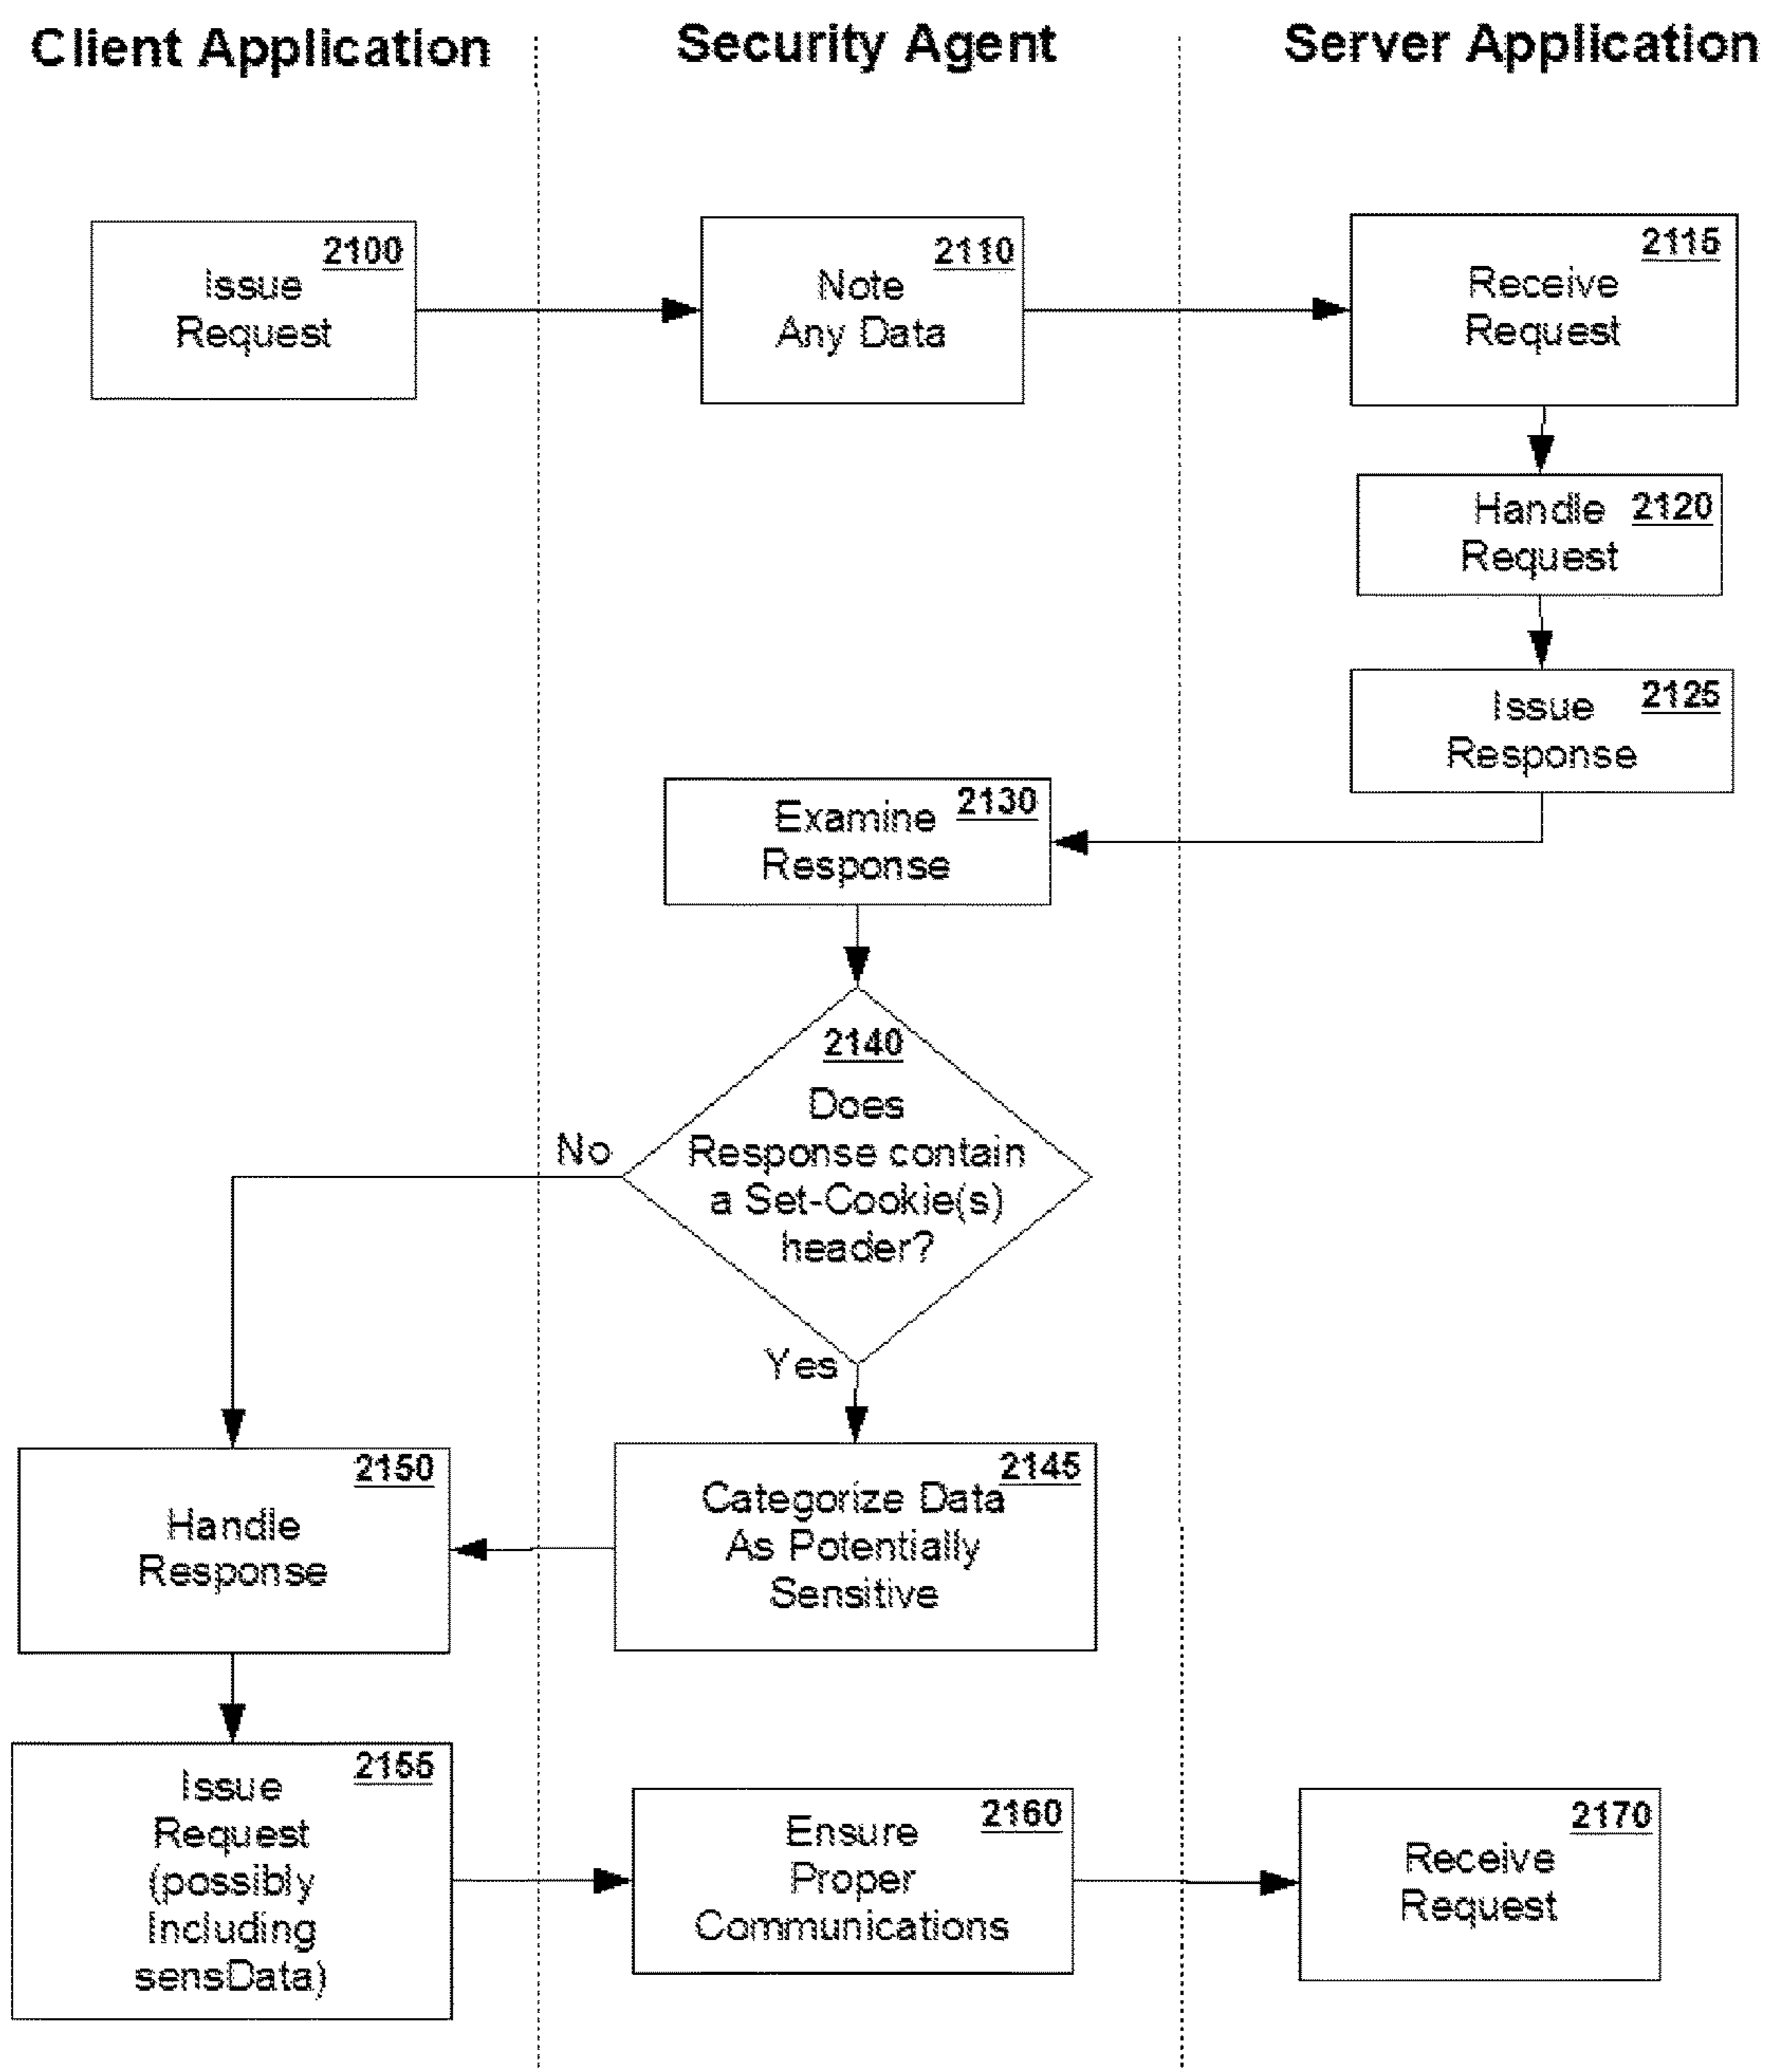 Client Application
Security Agent
Server Application
2100
Issue
Request
2110
Note
Any Data
2115
Receive
Request
Handle 2120
Request
2125
Issue
Response
2130
Examine
Response
2140
Does
Response contain
a Set-Cookie(s)
header?
No
Yes
2150
Handle
Response
2145
Categorize Data
As Potentially
Sensitive
2155
Issue
Request
(possibly
Including
sensData)
2160
Ensure
Proper
Communications
2170
Receive
Request